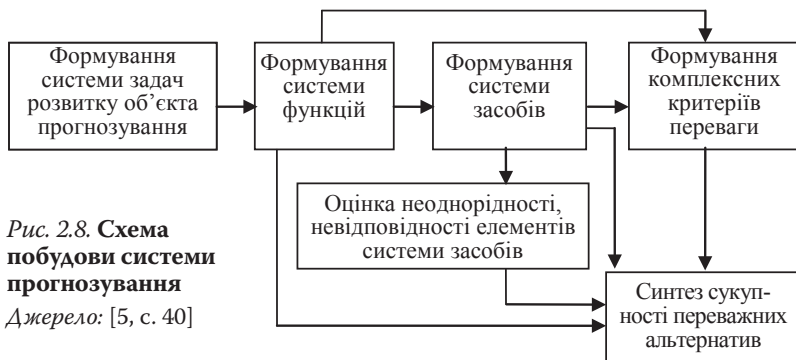 Формування
системи задач
розвитку об’єкта
прогнозування
Формування
системи
функцій
Формування
системи
засобів
Формування
комплексних
критеріїв
переваги
Оцінка неоднорідності,
невідповідності елементів
системи засобів
Синтез сукуп-
ності переважних
альтернатив
Рис. 2.8. Схема
побудови системи
прогнозування
Джерело: [5, с. 40]